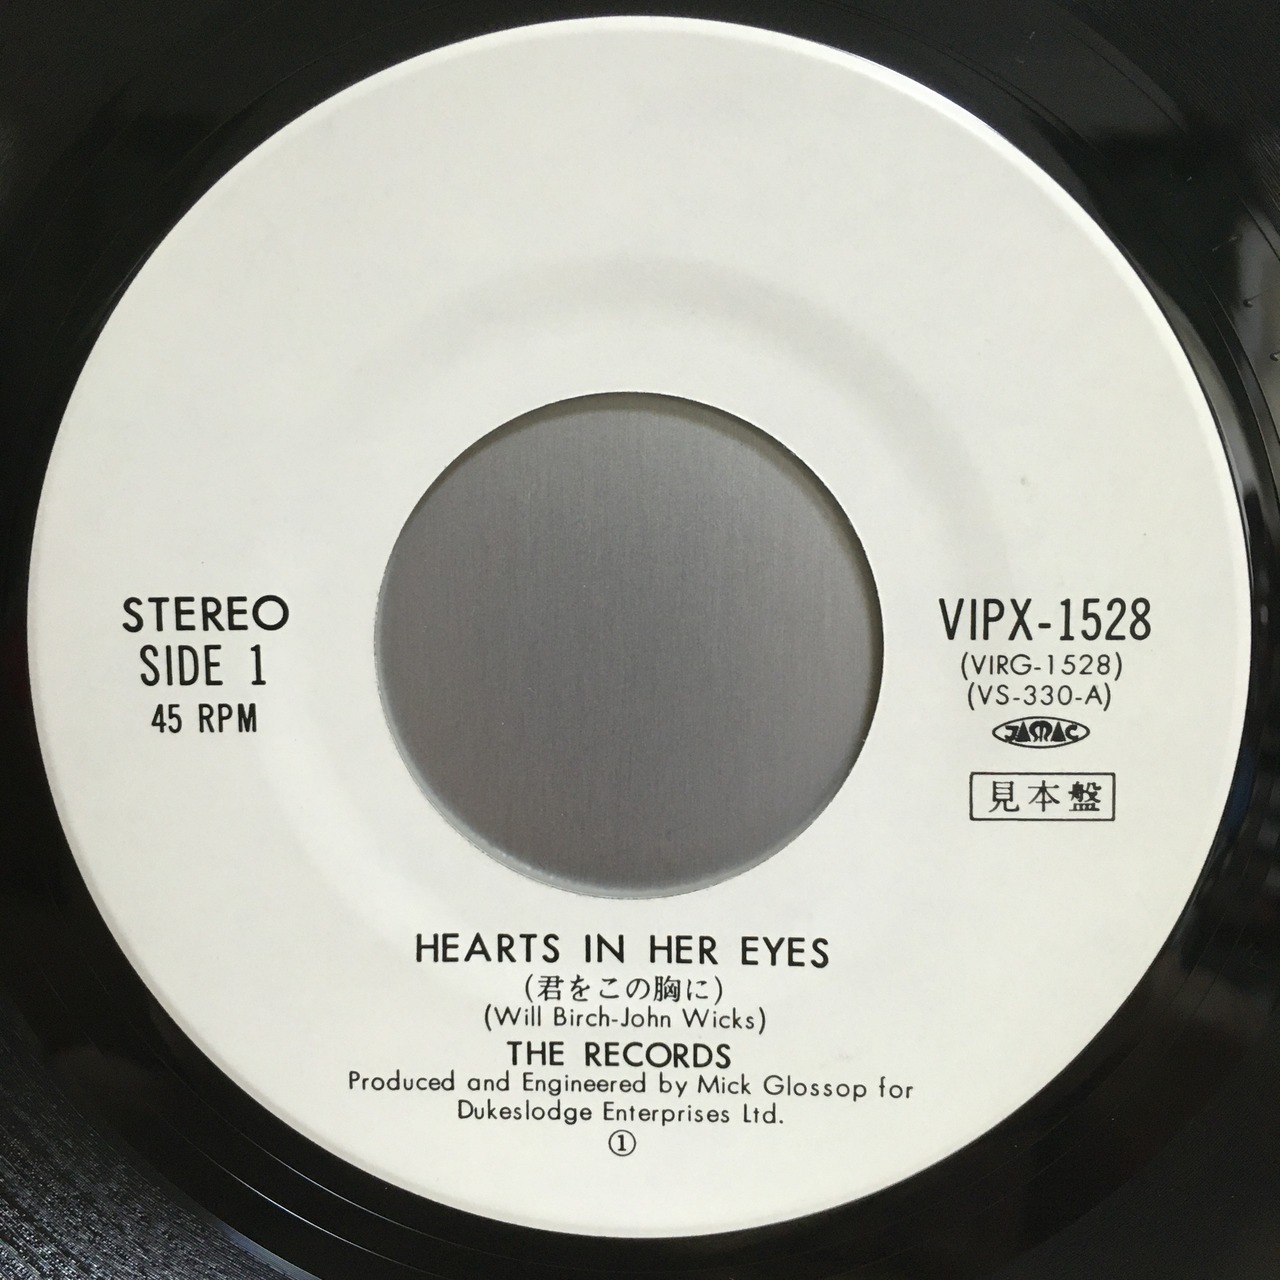 STEREO
SIDE 1
45 RPM
VIPX-1528
(VIRG-1528)
(VS-330-A)
JASRAC
見本盤
HEARTS IN HER EYES
(君をこの胸に)
(Will Birch-John Wicks)
THE RECORDS
Produced and Engineered by Mick Glossop for
Dukeslodge Enterprises Ltd.
①